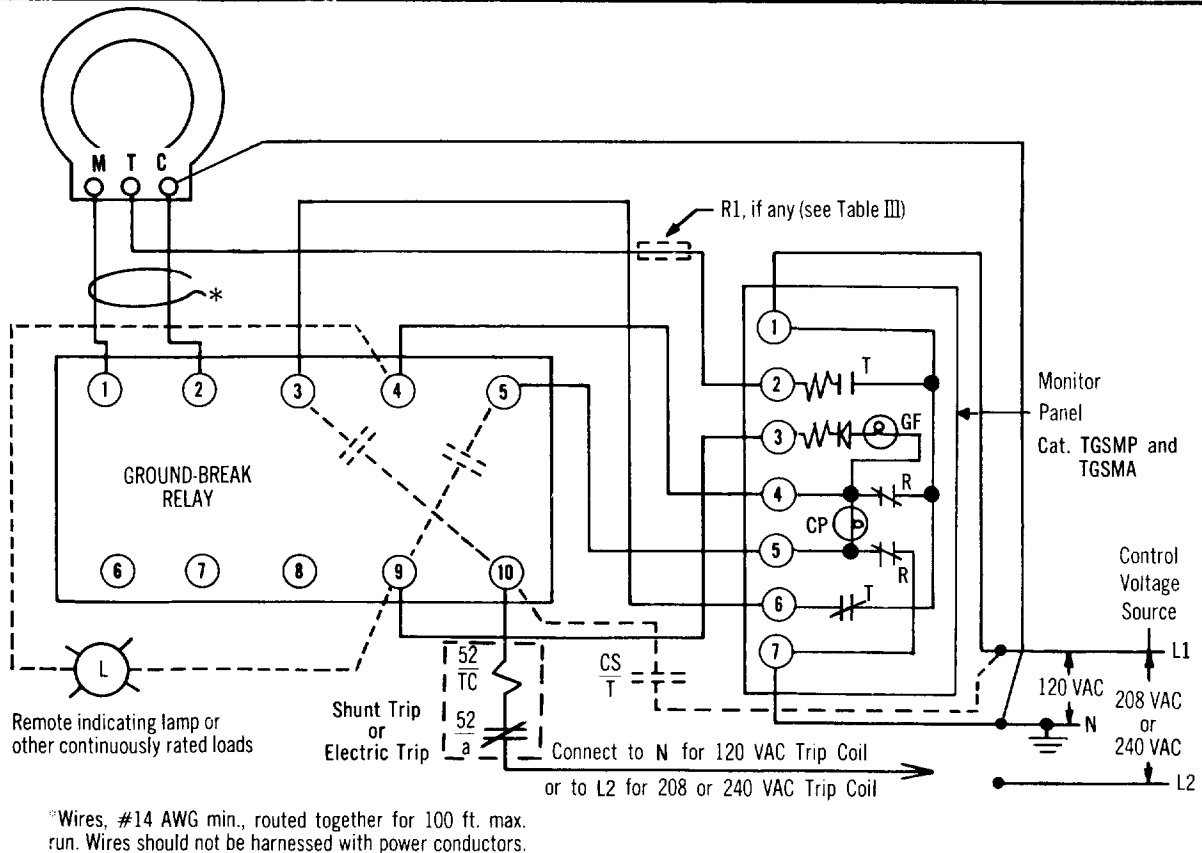 M T C
R1, if any (see Table III)
*
1 2 3 4 5
GROUND-BREAK
RELAY
6 7 8 9 10
1
2 T
3 GF
4 R
CP
5 R
6 T
7
Monitor
Panel
Cat. TGSMP and
TGSMA
Control
Voltage
Source
L1
120 VAC
N
208 VAC
or
240 VAC
L2
L
Remote indicating lamp or
other continuously rated loads
52
TC
52
a
Shunt Trip
or
Electric Trip
CS
T
Connect to N for 120 VAC Trip Coil
or to L2 for 208 or 240 VAC Trip Coil
*Wires, #14 AWG min., routed together for 100 ft. max.
run. Wires should not be harnessed with power conductors.